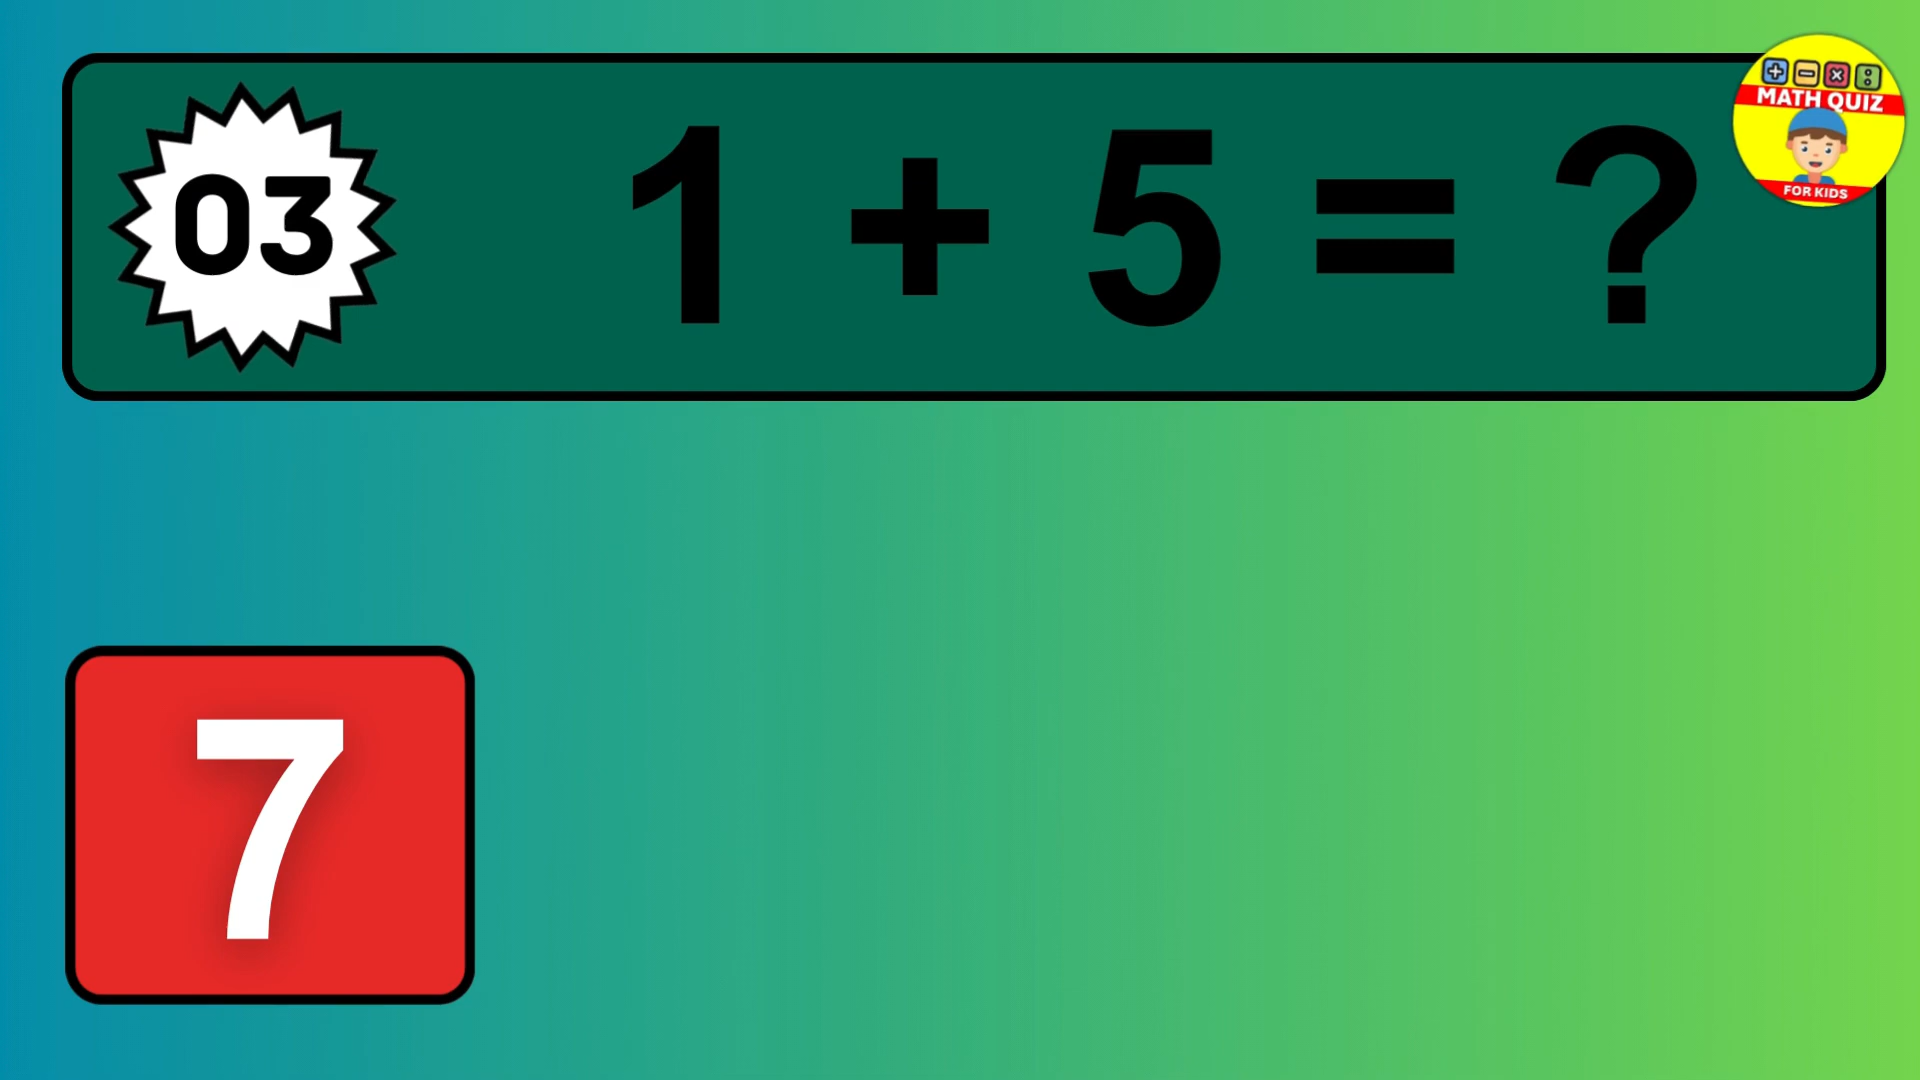 03
1 + 5 = ?
+ - × :
MATH QUIZ
FOR KIDS
7